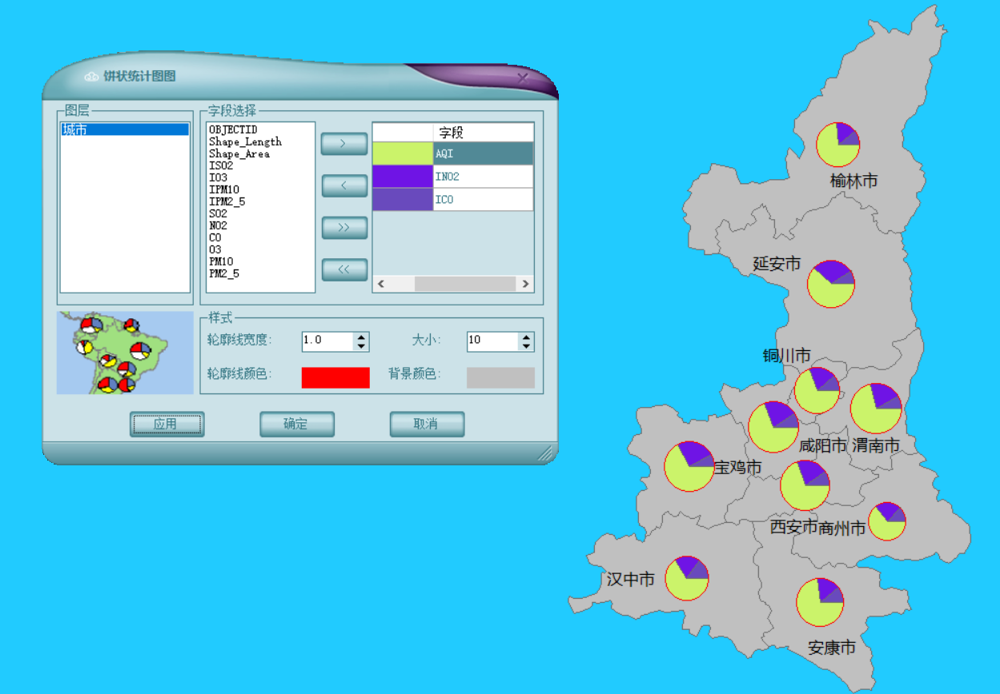 饼状统计图图
图层
城市
字段选择
OBJECTID
Shape_Length
Shape_Area
ISO2
IO3
IPM10
IPM2_5
SO2
NO2
CO
O3
PM10
PM2_5
>
<
>>
<<
字段
AQI
INO2
ICO
样式
轮廓线宽度:
1.0
大小:
10
轮廓线颜色:
背景颜色:
应用
确定
取消
榆林市
延安市
铜川市
咸阳市
渭南市
宝鸡市
西安市
商州市
汉中市
安康市